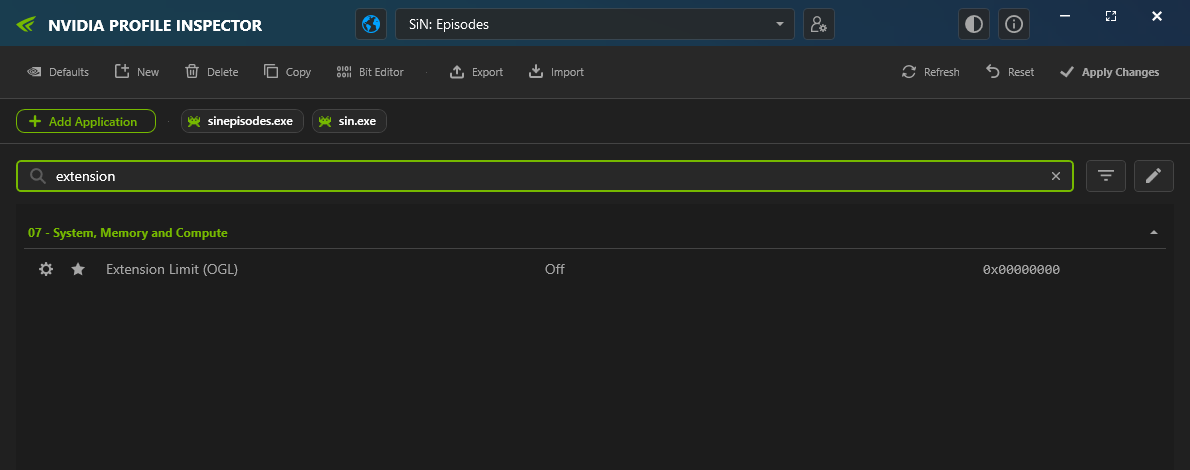 NVIDIA PROFILE INSPECTOR SiN: Episodes
Defaults New Delete Copy Bit Editor Export Import Refresh Reset Apply Changes
Add Application sinepisodes.exe sin.exe
extension
07 - System, Memory and Compute
Extension Limit (OGL) Off 0x00000000